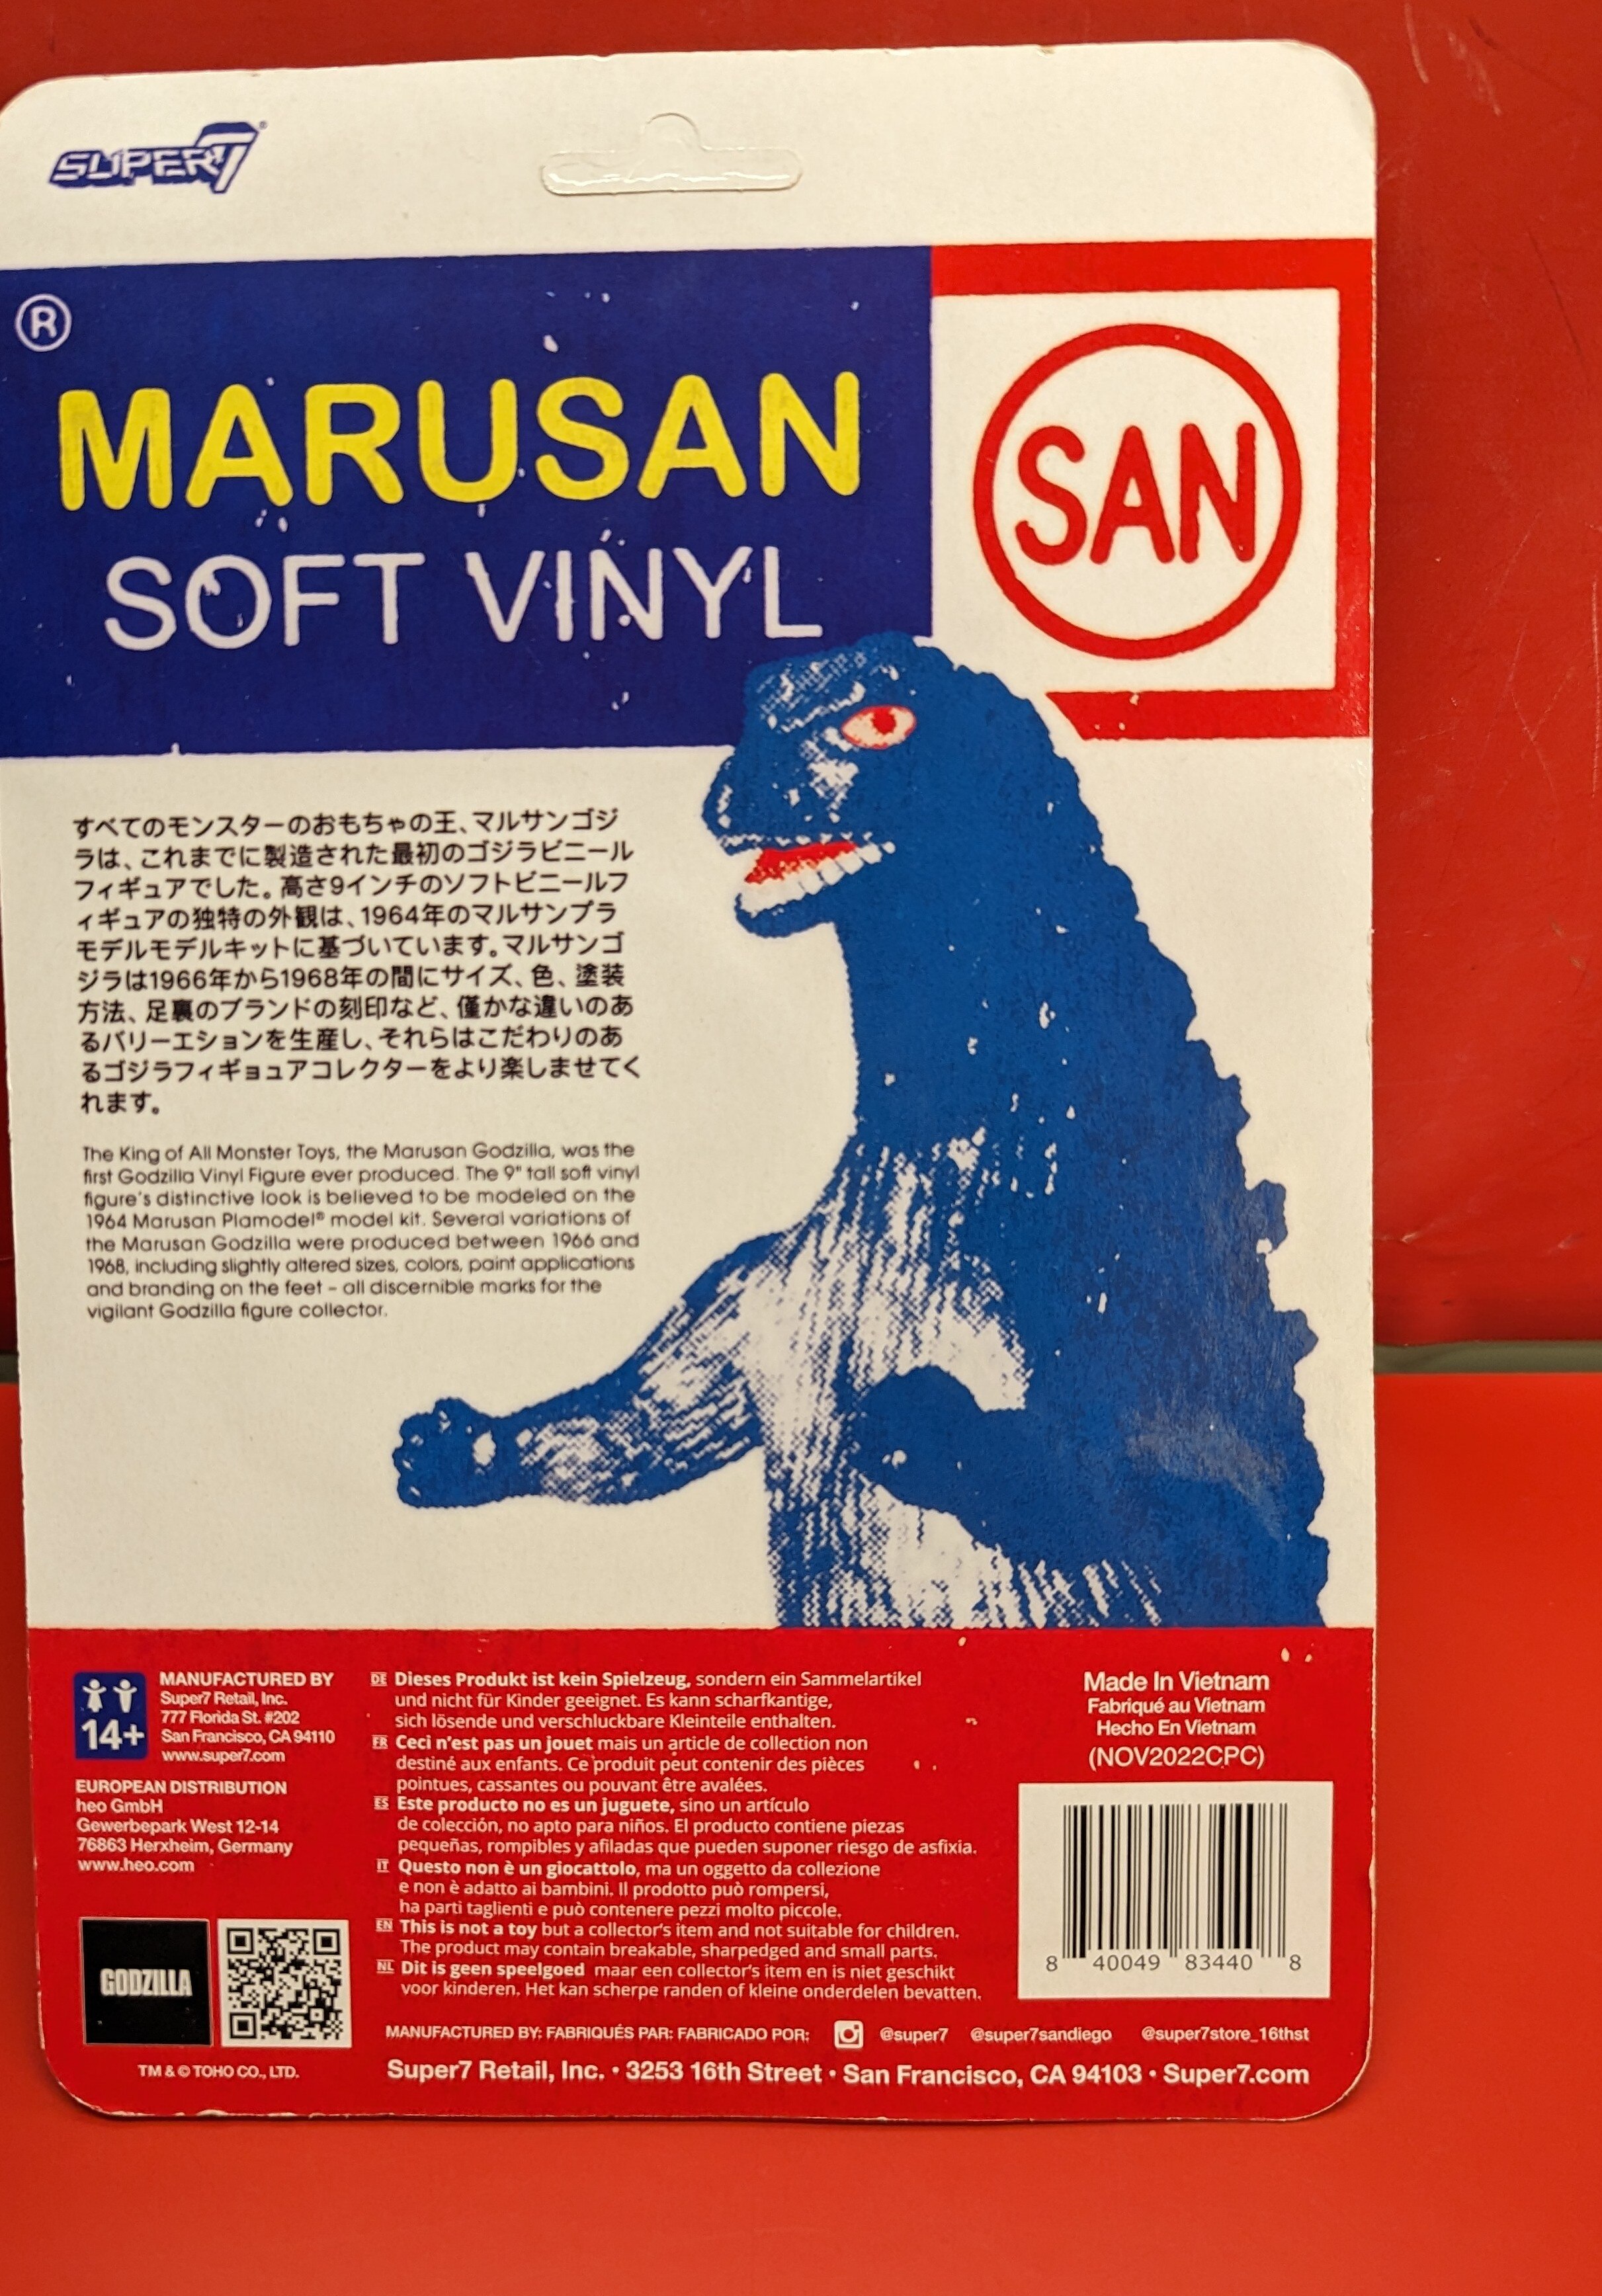 SUPER7®
®
MARUSAN
SOFT VINYL
SAN
すべてのモンスターのおもちゃの王、マルサンゴジ
ラは、これまでに製造された最初のゴジラビニール
フィギュアでした。高さ9インチのソフトビニールフ
ィギュアの独特の外観は、1964年のマルサンプラ
モデルモデルキットに基づいています。マルサンゴ
ジラは1966年から1968年の間にサイズ、色、塗装
方法、足裏のブランドの刻印など、僅かな違いのあ
るバリーエションを生産し、それらはこだわりのあ
るゴジラフィギョュアコレクターをより楽しませてく
れます。
The King of All Monster Toys, the Marusan Godzilla, was the
first Godzilla Vinyl Figure ever produced. The 9" tall soft vinyl
figure's distinctive look is believed to be modeled on the
1964 Marusan Plamodel® model kit. Several variations of
the Marusan Godzilla were produced between 1966 and
1968, including slightly altered sizes, colors, paint applications
and branding on the feet – all discernible marks for the
vigilant Godzilla figure collector.
14+
MANUFACTURED BY
Super7 Retail, Inc.
777 Florida St. #202
San Francisco, CA 94110
www.super7.com
EUROPEAN DISTRIBUTION
heo GmbH
Gewerbepark West 12-14
76863 Herxheim, Germany
www.heo.com
GODZILLA
TM & © TOHO CO., LTD.
DE Dieses Produkt ist kein Spielzeug, sondern ein Sammelartikel
und nicht für Kinder geeignet. Es kann scharfkantige,
sich lösende und verschluckbare Kleinteile enthalten.
FR Ceci n'est pas un jouet mais un article de collection non
destiné aux enfants. Ce produit peut contenir des pièces
pointues, cassantes ou pouvant être avalées.
ES Este producto no es un juguete, sino un artículo
de colección, no apto para niños. El producto contiene piezas
pequeñas, rompibles y afiladas que pueden suponer riesgo de asfixia.
IT Questo non è un giocattolo, ma un oggetto da collezione
e non è adatto ai bambini. Il prodotto può rompersi,
ha parti taglienti e può contenere pezzi molto piccole.
EN This is not a toy but a collector's item and not suitable for children.
The product may contain breakable, sharpedged and small parts.
NL Dit is geen speelgoed maar een collector's item en is niet geschikt
voor kinderen. Het kan scherpe randen of kleine onderdelen bevatten.
Made In Vietnam
Fabriqué au Vietnam
Hecho En Vietnam
(NOV2022CPC)
8 40049 83440 8
MANUFACTURED BY: FABRIQUÉS PAR: FABRICADO POR: @super7 @super7sandiego @super7store_16thst
Super7 Retail, Inc. • 3253 16th Street • San Francisco, CA 94103 • Super7.com